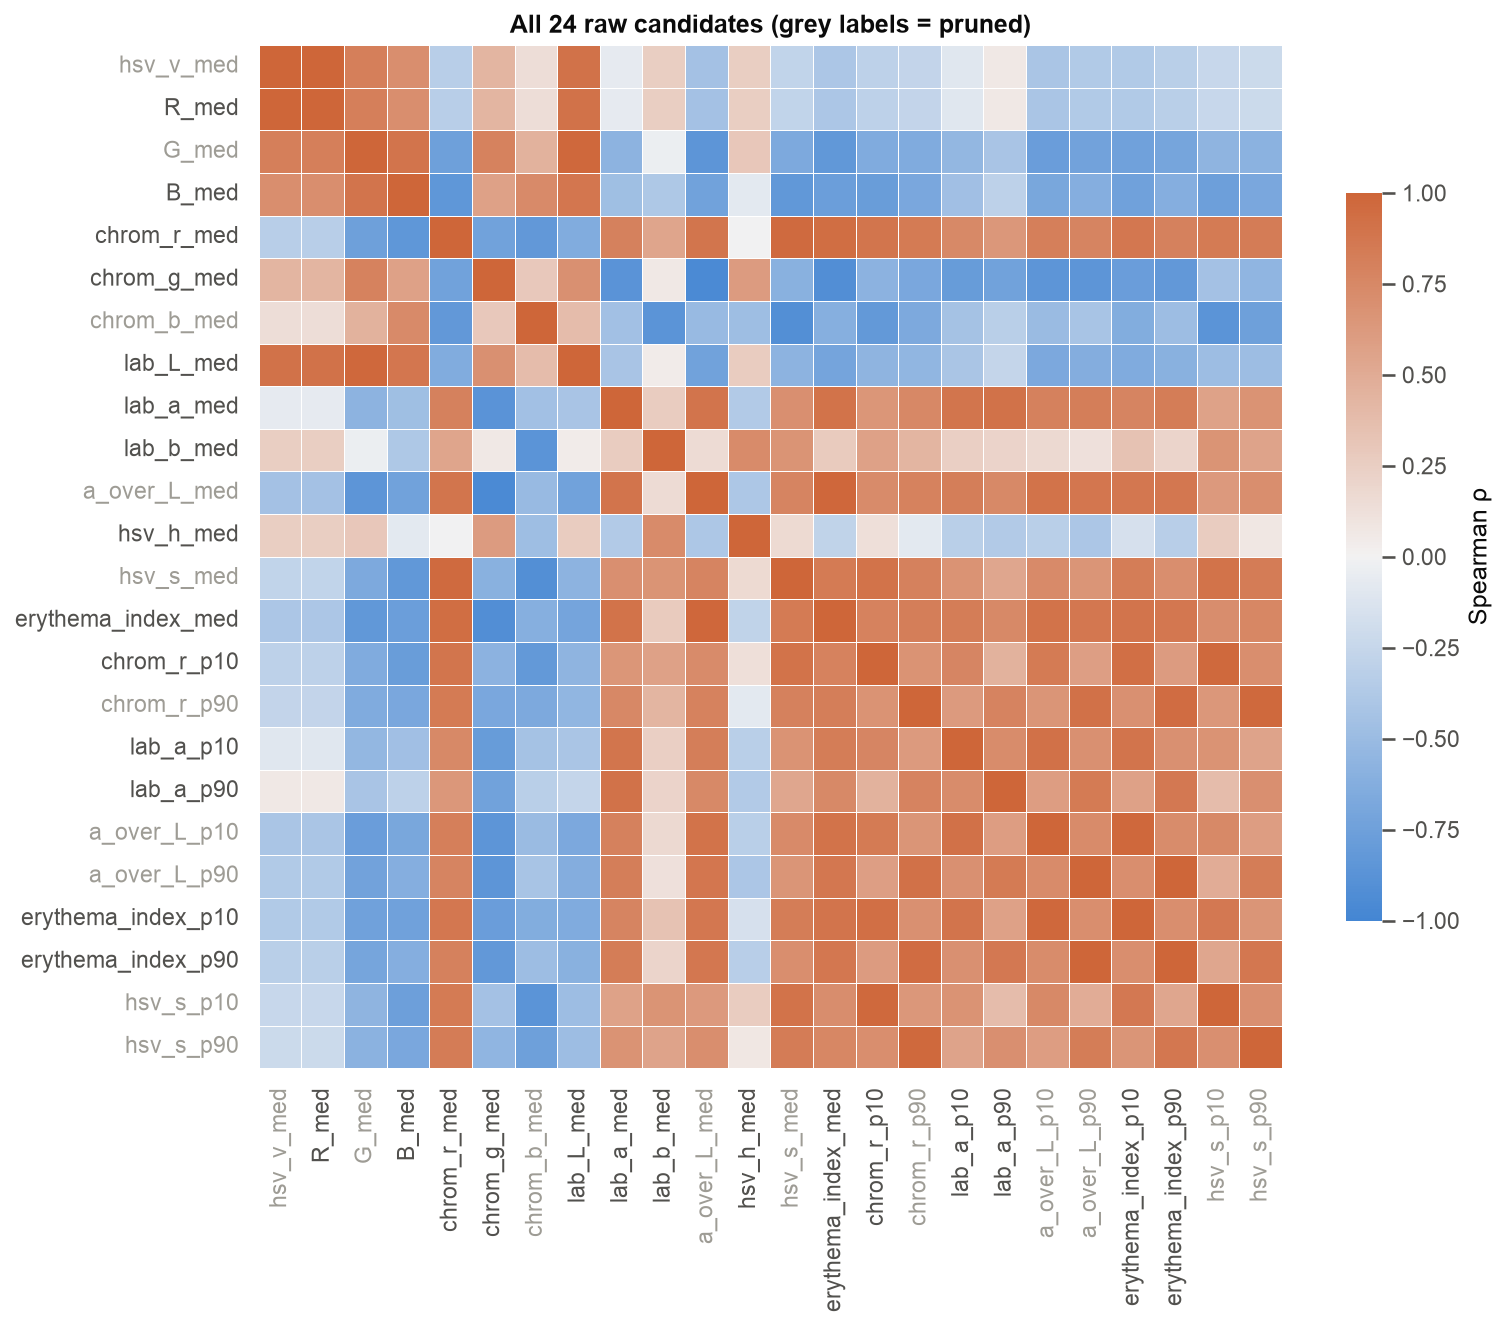 All 24 raw candidates (grey labels = pruned)
hsv_v_med
R_med
G_med
B_med
chrom_r_med
chrom_g_med
chrom_b_med
lab_L_med
lab_a_med
lab_b_med
a_over_L_med
hsv_h_med
hsv_s_med
erythema_index_med
chrom_r_p10
chrom_r_p90
lab_a_p10
lab_a_p90
a_over_L_p10
a_over_L_p90
erythema_index_p10
erythema_index_p90
hsv_s_p10
hsv_s_p90
hsv_v_med
R_med
G_med
B_med
chrom_r_med
chrom_g_med
chrom_b_med
lab_L_med
lab_a_med
lab_b_med
a_over_L_med
hsv_h_med
hsv_s_med
erythema_index_med
chrom_r_p10
chrom_r_p90
lab_a_p10
lab_a_p90
a_over_L_p10
a_over_L_p90
erythema_index_p10
erythema_index_p90
hsv_s_p10
hsv_s_p90
1.00
0.75
0.50
0.25
0.00
−0.25
−0.50
−0.75
−1.00
Spearman ρ